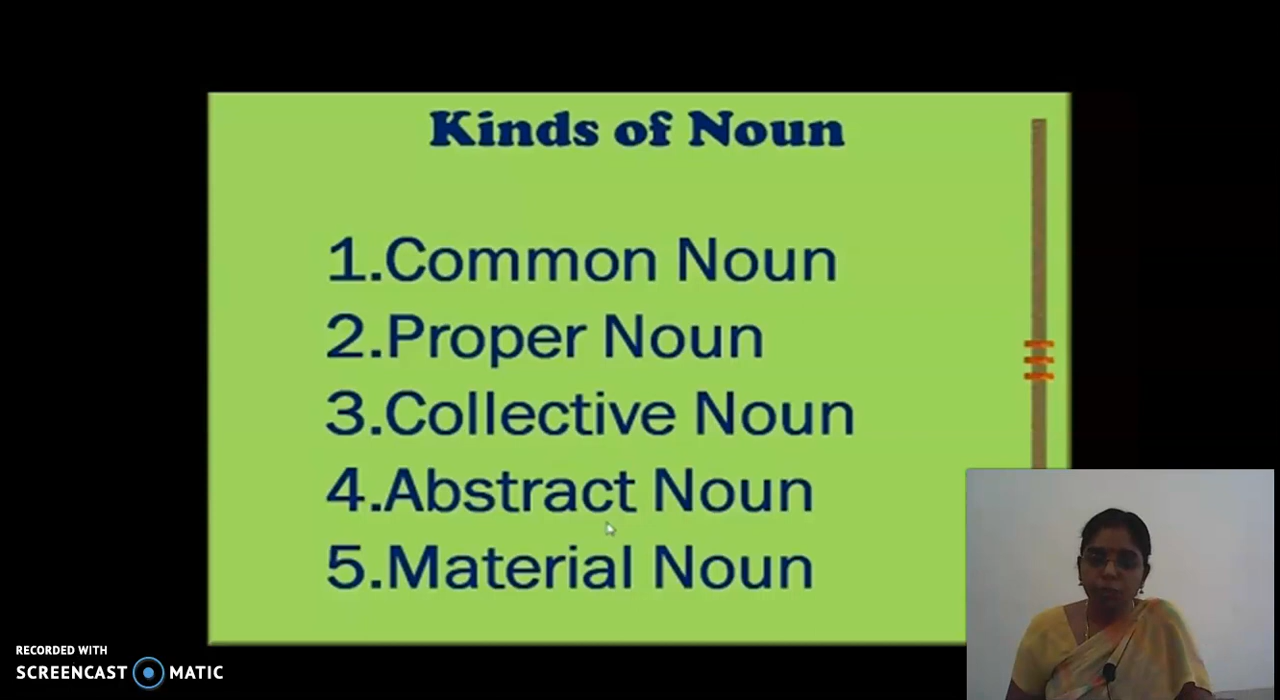 Kinds of Noun
1.Common Noun
2.Proper Noun
3.Collective Noun
4.Abstract Noun
5.Material Noun
RECORDED WITH
SCREENCAST MATIC